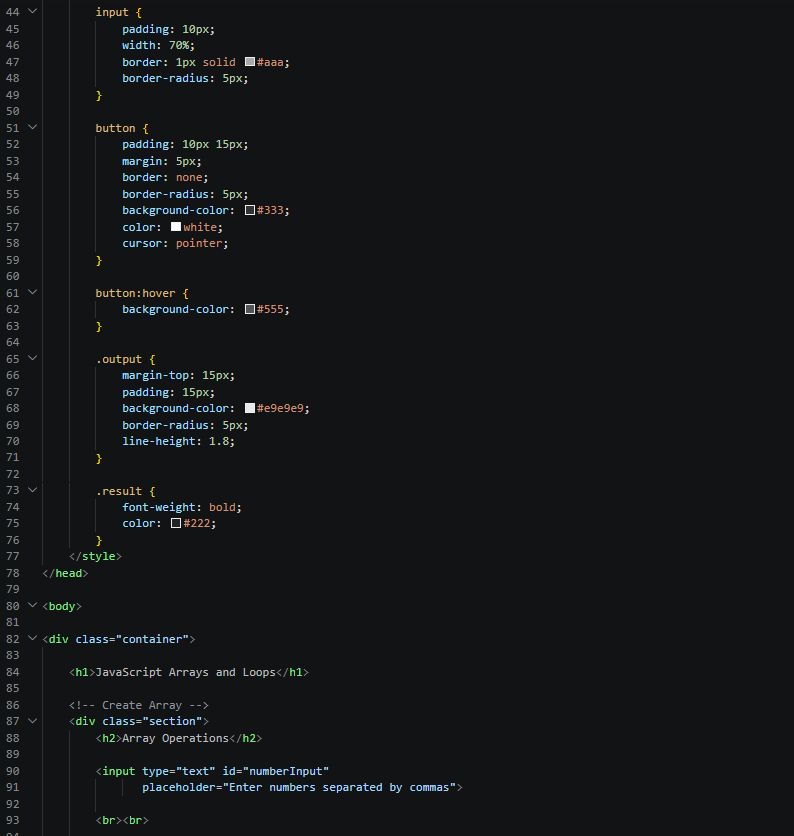 44 input {
45 padding: 10px;
46 width: 70%;
47 border: 1px solid #aaa;
48 border-radius: 5px;
49 }
50
51 button {
52 padding: 10px 15px;
53 margin: 5px;
54 border: none;
55 border-radius: 5px;
56 background-color: #333;
57 color: white;
58 cursor: pointer;
59 }
60
61 button:hover {
62 background-color: #555;
63 }
64
65 .output {
66 margin-top: 15px;
67 padding: 15px;
68 background-color: #e9e9e9;
69 border-radius: 5px;
70 line-height: 1.8;
71 }
72
73 .result {
74 font-weight: bold;
75 color: #222;
76 }
77 </style>
78 </head>
79
80 <body>
81
82 <div class="container">
83
84 <h1>JavaScript Arrays and Loops</h1>
85
86 <!-- Create Array -->
87 <div class="section">
88 <h2>Array Operations</h2>
89
90 <input type="text" id="numberInput"
91 placeholder="Enter numbers separated by commas">
92
93 <br><br>